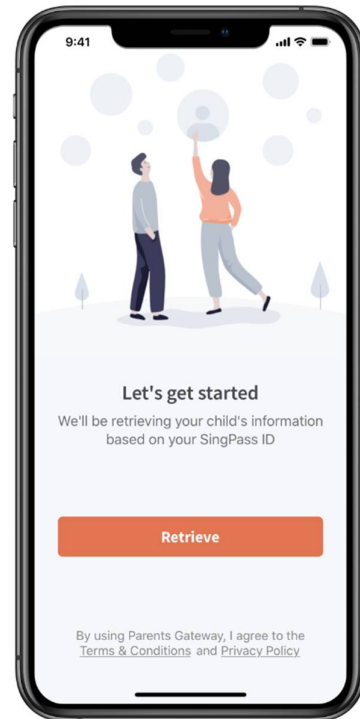 9:41
Let's get started
We'll be retrieving your child's information
based on your SingPass ID
Retrieve
By using Parents Gateway, I agree to the
Terms & Conditions and Privacy Policy